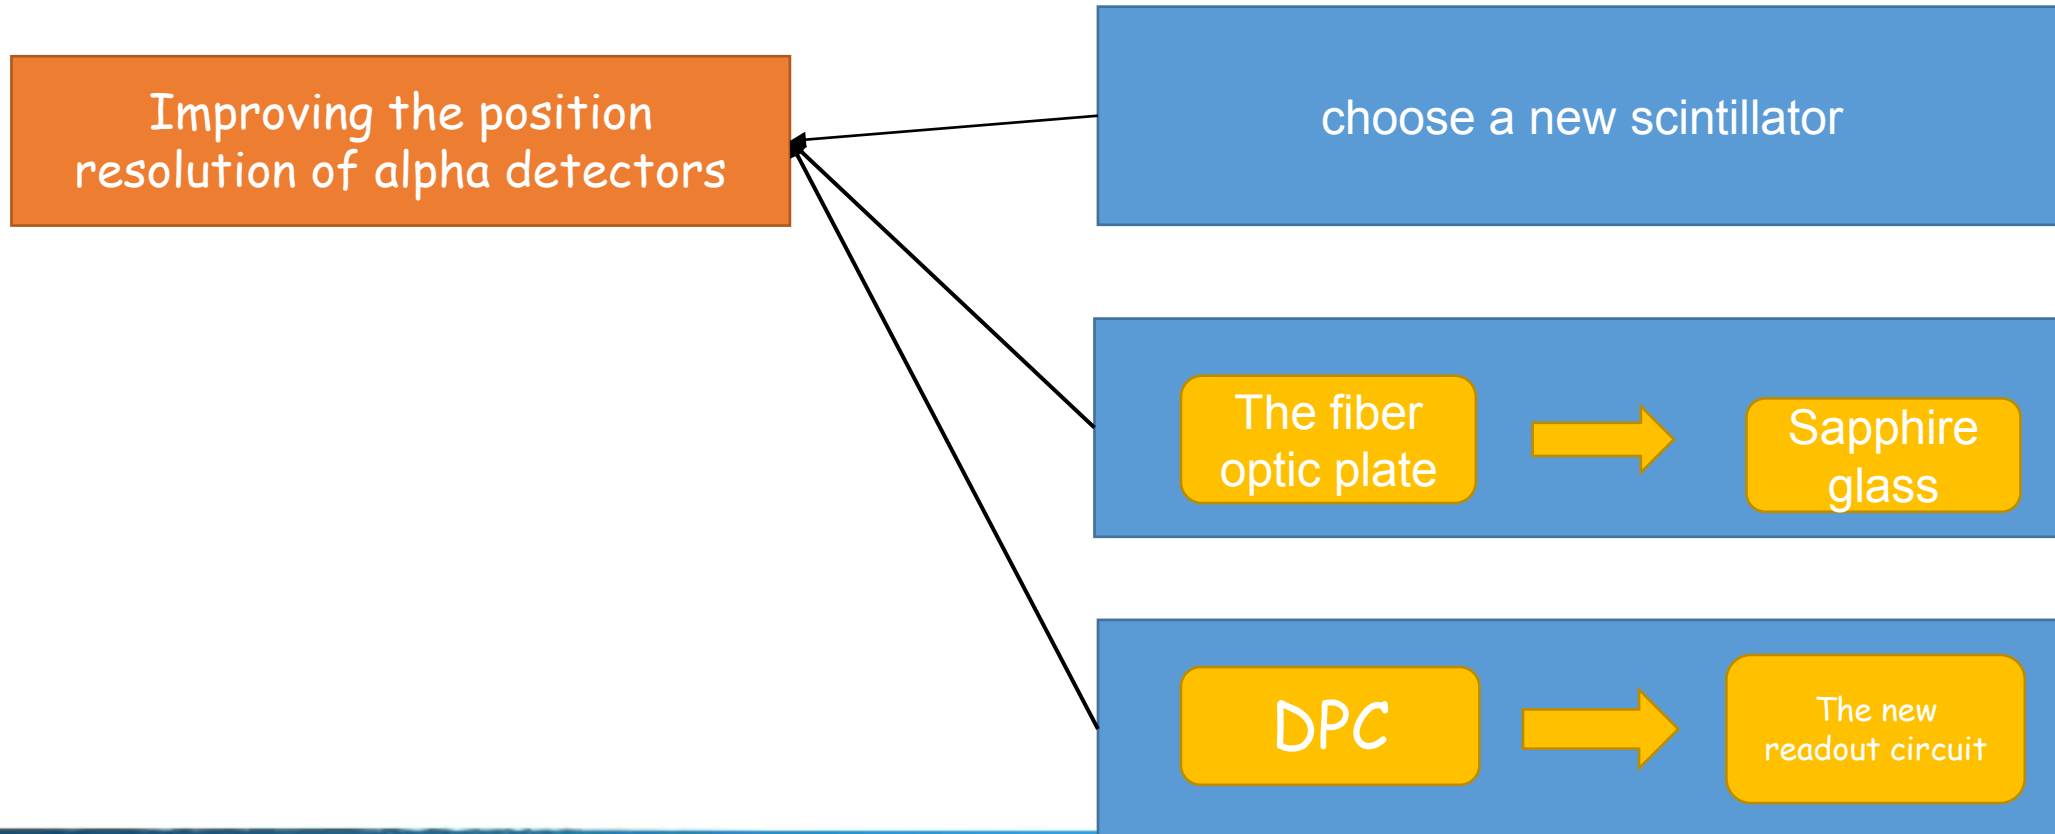 Improving the position
resolution of alpha detectors
choose a new scintillator
The fiber
optic plate
Sapphire
glass
DPC
The new
readout circuit